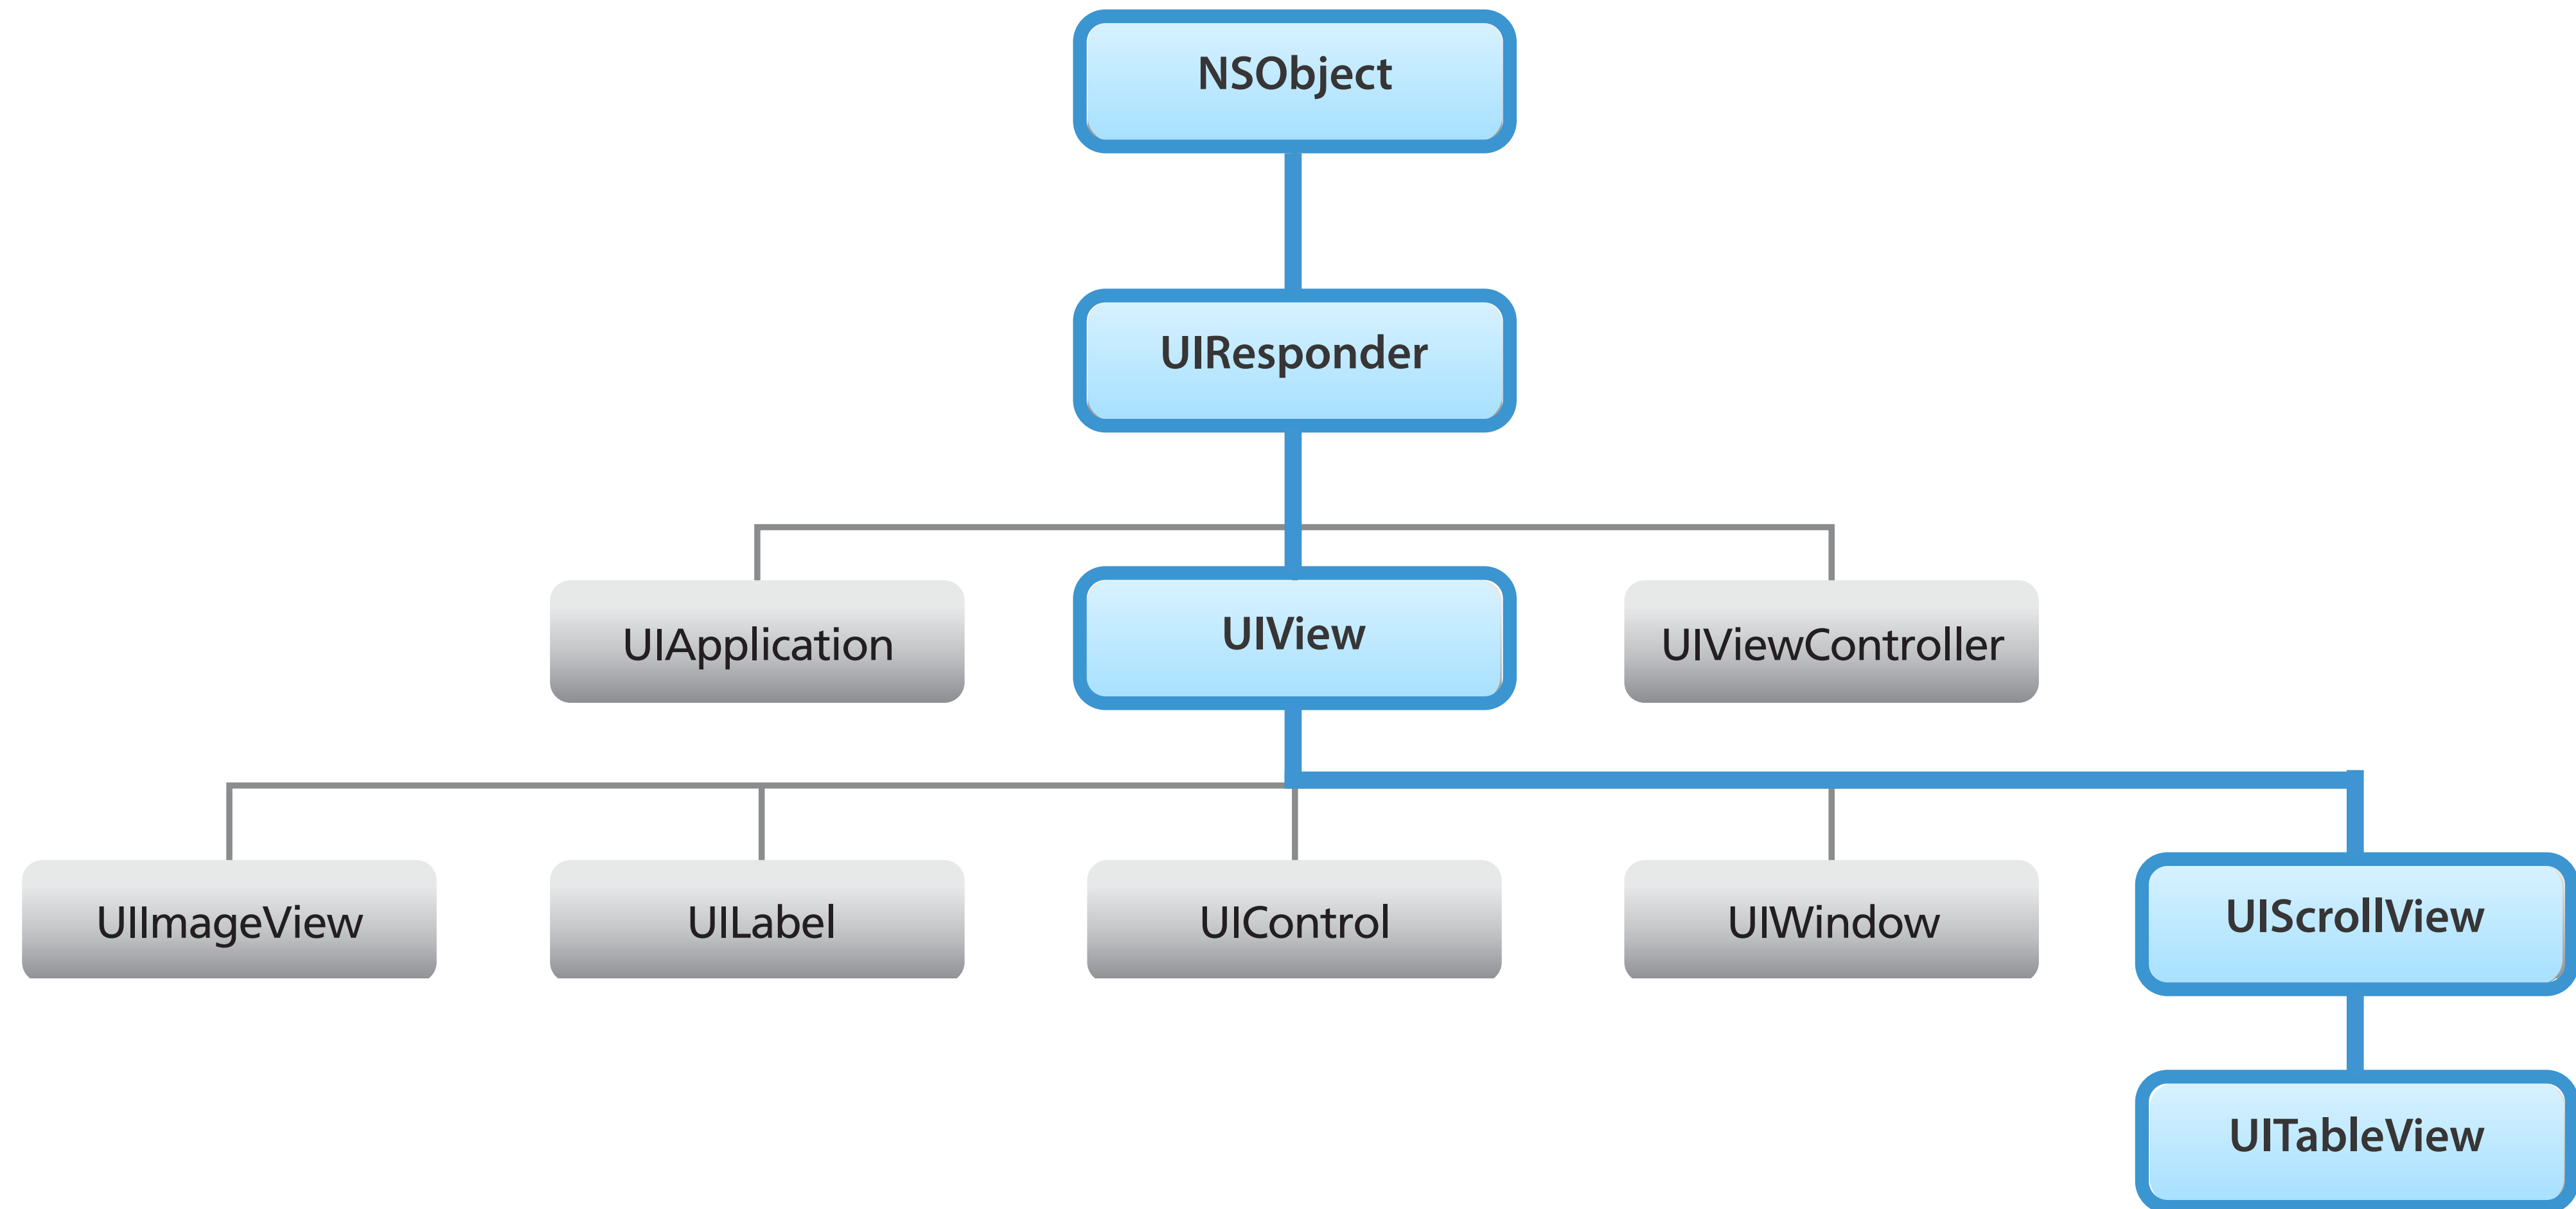 NSObject
UIResponder
UIApplication
UIView
UIViewController
UIImageView
UILabel
UIControl
UIWindow
UIScrollView
UITableView